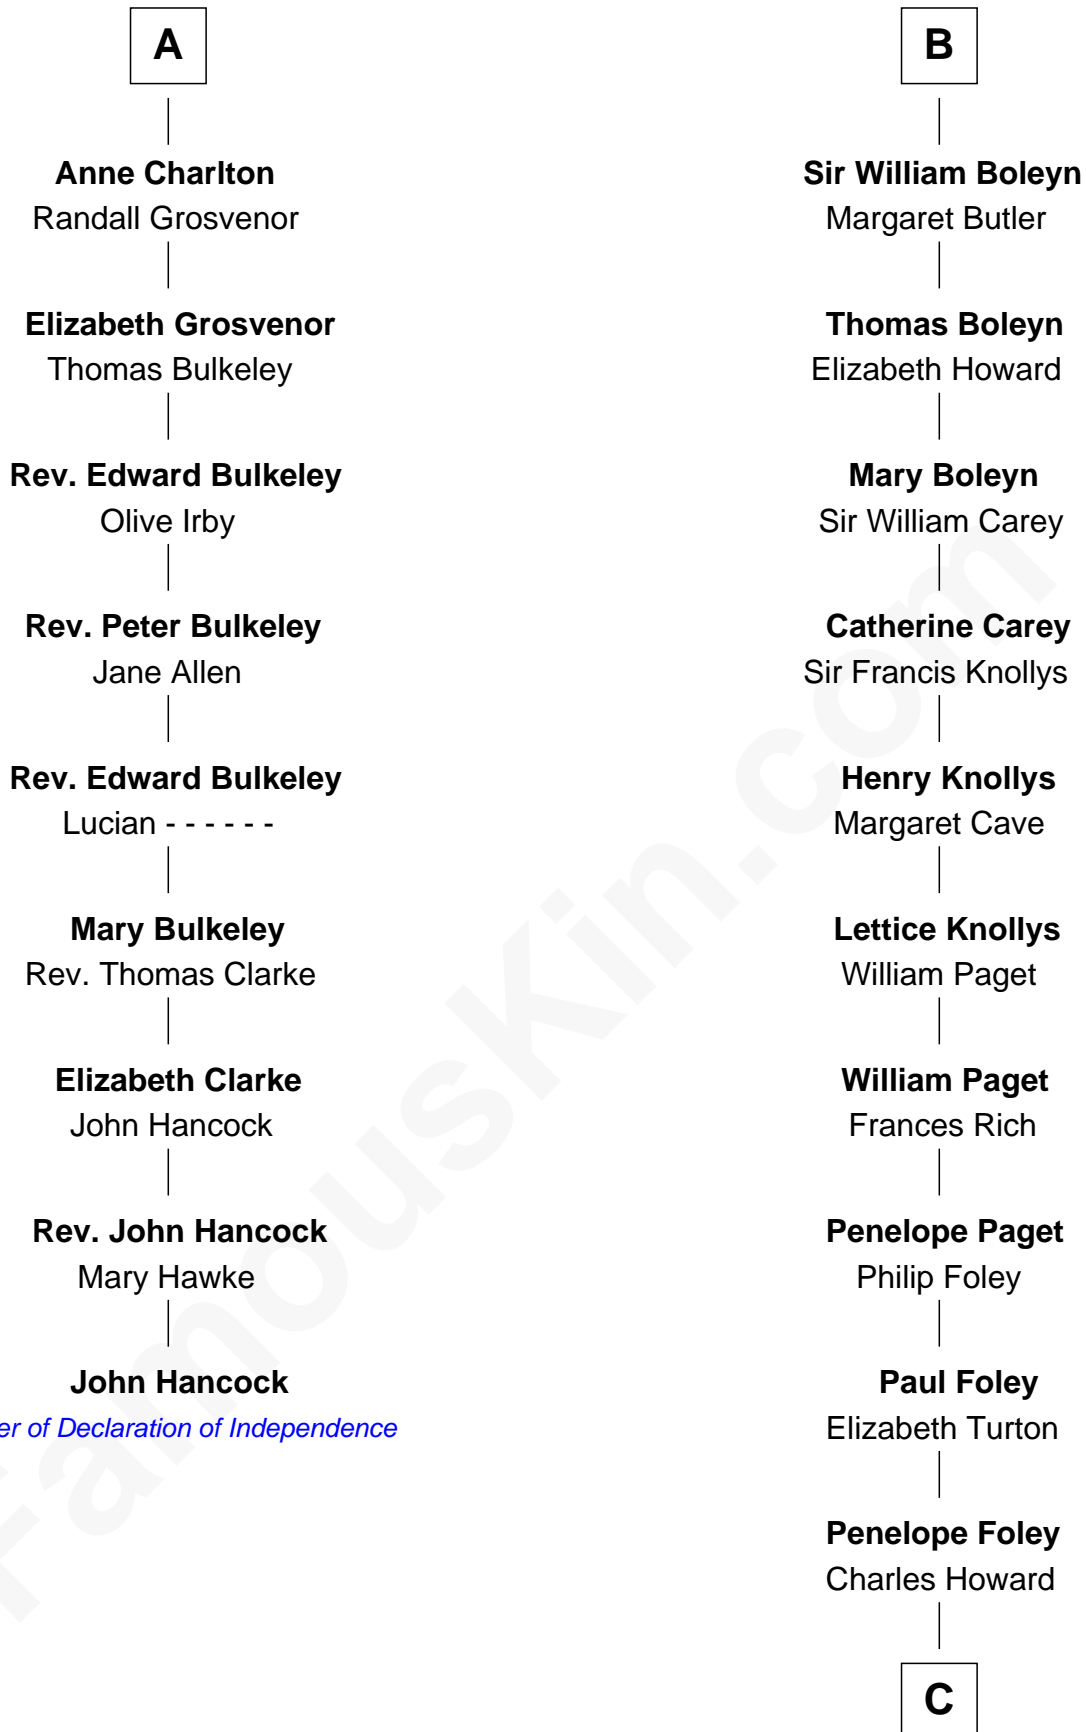 A
Anne Charlton
Randall Grosvenor
Elizabeth Grosvenor
Thomas Bulkeley
Rev. Edward Bulkeley
Olive Irby
Rev. Peter Bulkeley
Jane Allen
Rev. Edward Bulkeley
Lucian - - - - - -
Mary Bulkeley
Rev. Thomas Clarke
Elizabeth Clarke
John Hancock
Rev. John Hancock
Mary Hawke
John Hancock
er of Declaration of Independence
B
Sir William Boleyn
Margaret Butler
Thomas Boleyn
Elizabeth Howard
Mary Boleyn
Sir William Carey
Catherine Carey
Sir Francis Knollys
Henry Knollys
Margaret Cave
Lettice Knollys
William Paget
William Paget
Frances Rich
Penelope Paget
Philip Foley
Paul Foley
Elizabeth Turton
Penelope Foley
Charles Howard
C
FamousKin.com